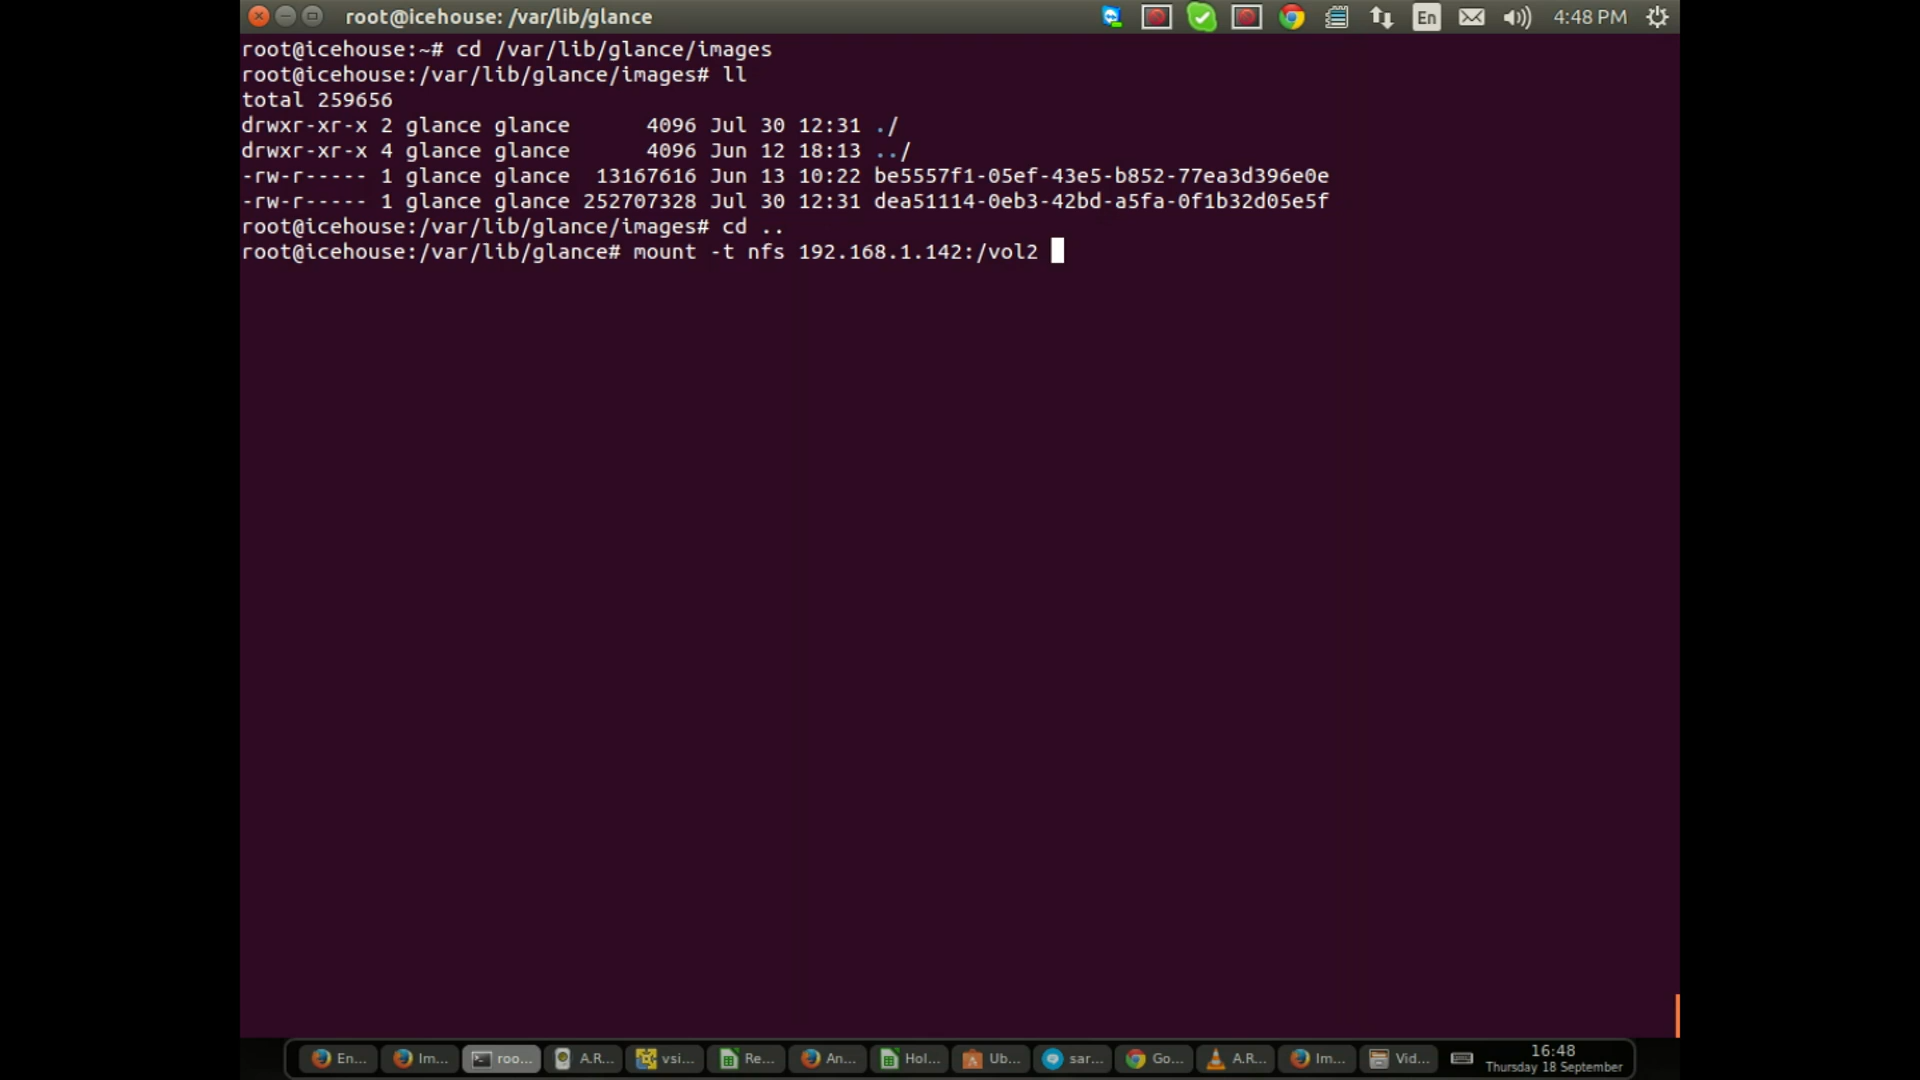 root@icehouse: /var/lib/glance
En
4:48 PM
root@icehouse:~# cd /var/lib/glance/images
root@icehouse:/var/lib/glance/images# ll
total 259656
drwxr-xr-x 2 glance glance      4096 Jul 30 12:31 ./
drwxr-xr-x 4 glance glance      4096 Jun 12 18:13 ../
-rw-r----- 1 glance glance  13167616 Jun 13 10:22 be5557f1-05ef-43e5-b852-77ea3d396e0e
-rw-r----- 1 glance glance 252707328 Jul 30 12:31 dea51114-0eb3-42bd-a5fa-0f1b32d05e5f
root@icehouse:/var/lib/glance/images# cd ..
root@icehouse:/var/lib/glance# mount -t nfs 192.168.1.142:/vol2
En... Im... roo... A.R... vsi... Re... An... Hol... Ub... sar... Go... A.R... Im... Vid...
16:48
Thursday 18 September